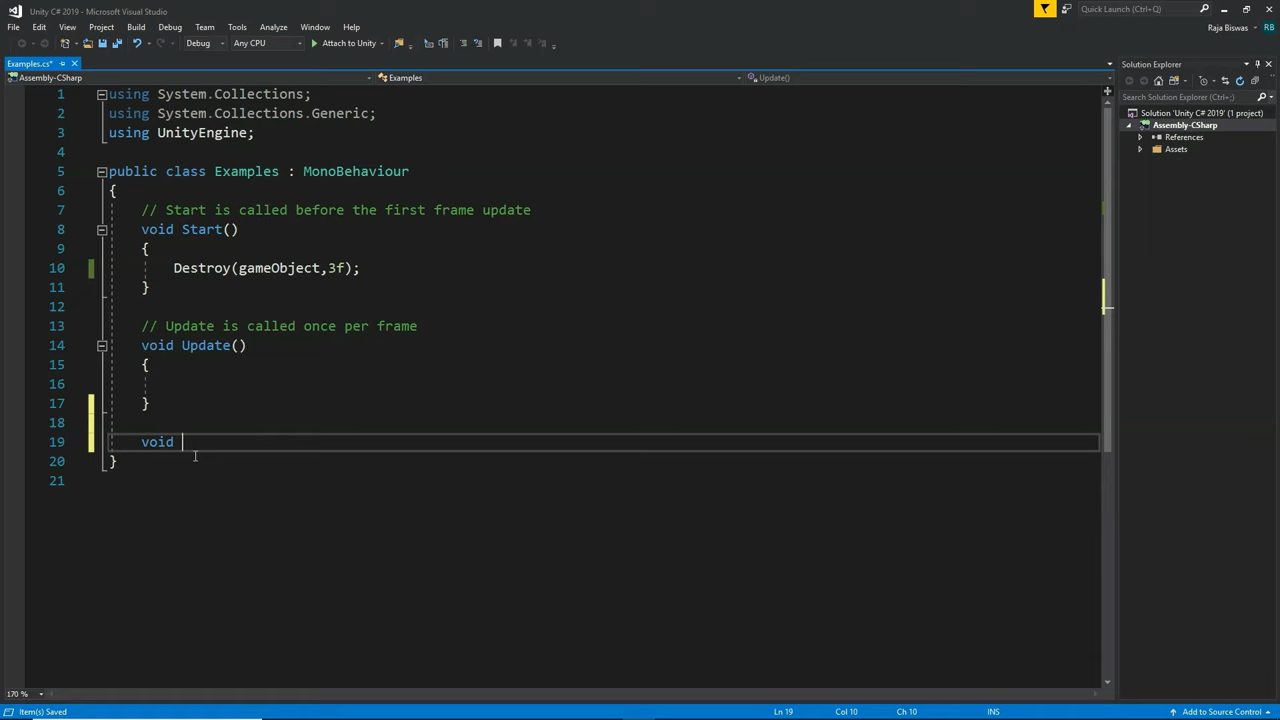 Unity C# 2019 - Microsoft Visual Studio
Quick Launch (Ctrl+Q)
File Edit View Project Build Debug Team Tools Analyze Window Help
Raja Biswas RB
Debug Any CPU Attach to Unity
Examples.cs*
Solution Explorer
Assembly-CSharp Examples Update()
Search Solution Explorer (Ctrl+;)
Solution 'Unity C# 2019' (1 project)
Assembly-CSharp
References
Assets
1 using System.Collections;
2 using System.Collections.Generic;
3 using UnityEngine;
4
5 public class Examples : MonoBehaviour
6 {
7 // Start is called before the first frame update
8 void Start()
9 {
10 Destroy(gameObject,3f);
11 }
12
13 // Update is called once per frame
14 void Update()
15 {
16
17 }
18
19 void
20 }
21
170 %
Item(s) Saved Ln 19 Col 10 Ch 10 INS Add to Source Control